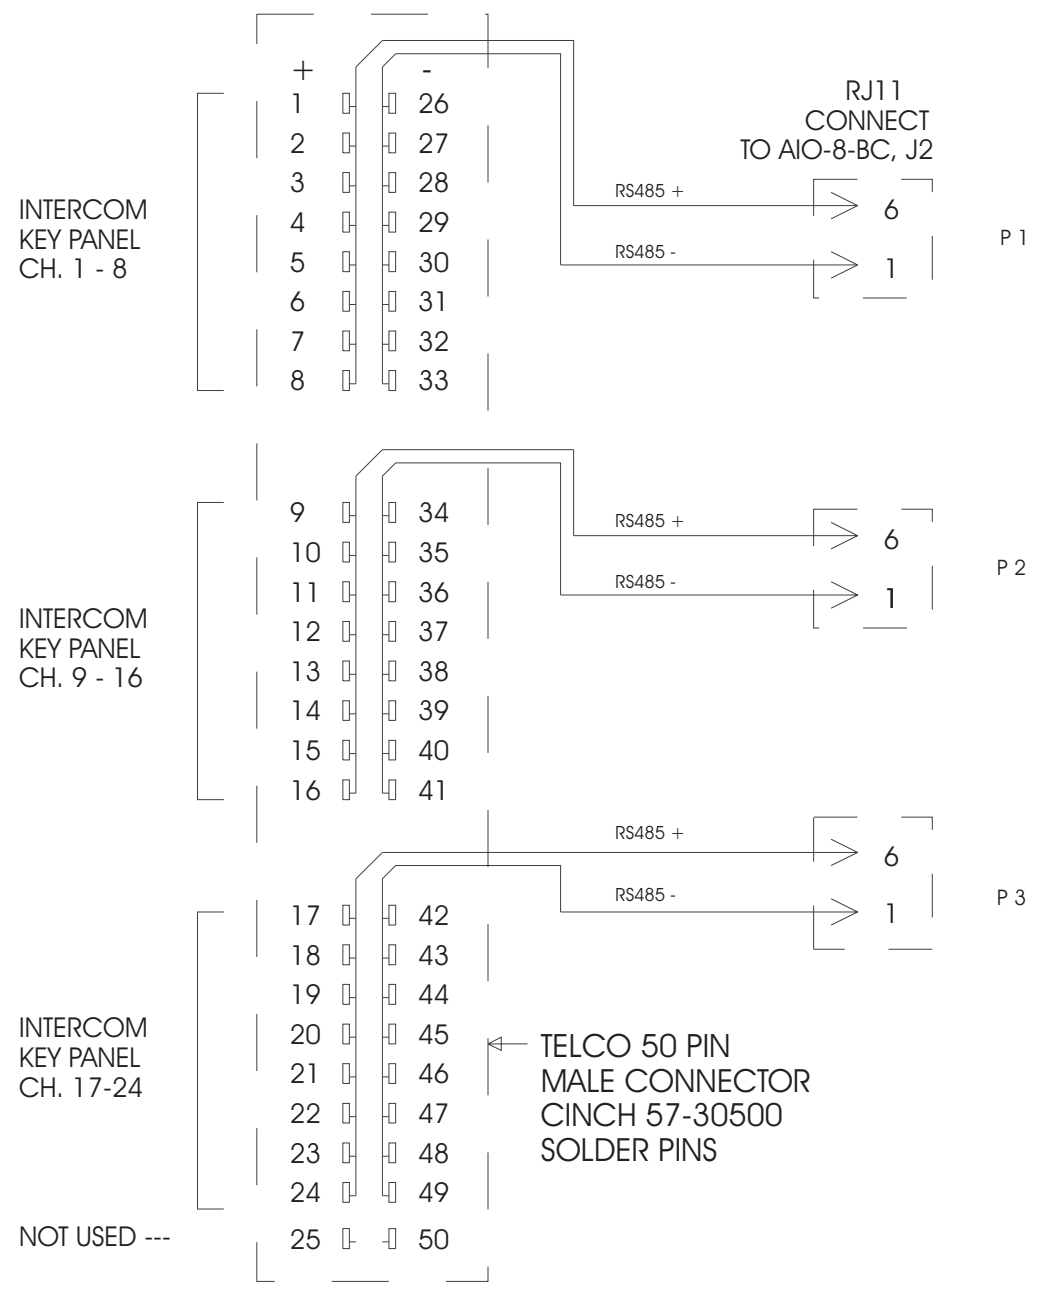 + -
RJ11
CONNECT
TO AIO-8-BC, J2
INTERCOM
KEY PANEL
CH. 1 - 8
1 26
2 27
3 28
4 29
5 30
6 31
7 32
8 33
RS485 + 6
RS485 - 1
P 1
INTERCOM
KEY PANEL
CH. 9 - 16
9 34
10 35
11 36
12 37
13 38
14 39
15 40
16 41
RS485 + 6
RS485 - 1
P 2
INTERCOM
KEY PANEL
CH. 17-24
17 42
18 43
19 44
20 45
21 46
22 47
23 48
24 49
RS485 + 6
RS485 - 1
P 3
TELCO 50 PIN
MALE CONNECTOR
CINCH 57-30500
SOLDER PINS
NOT USED --- 25 50